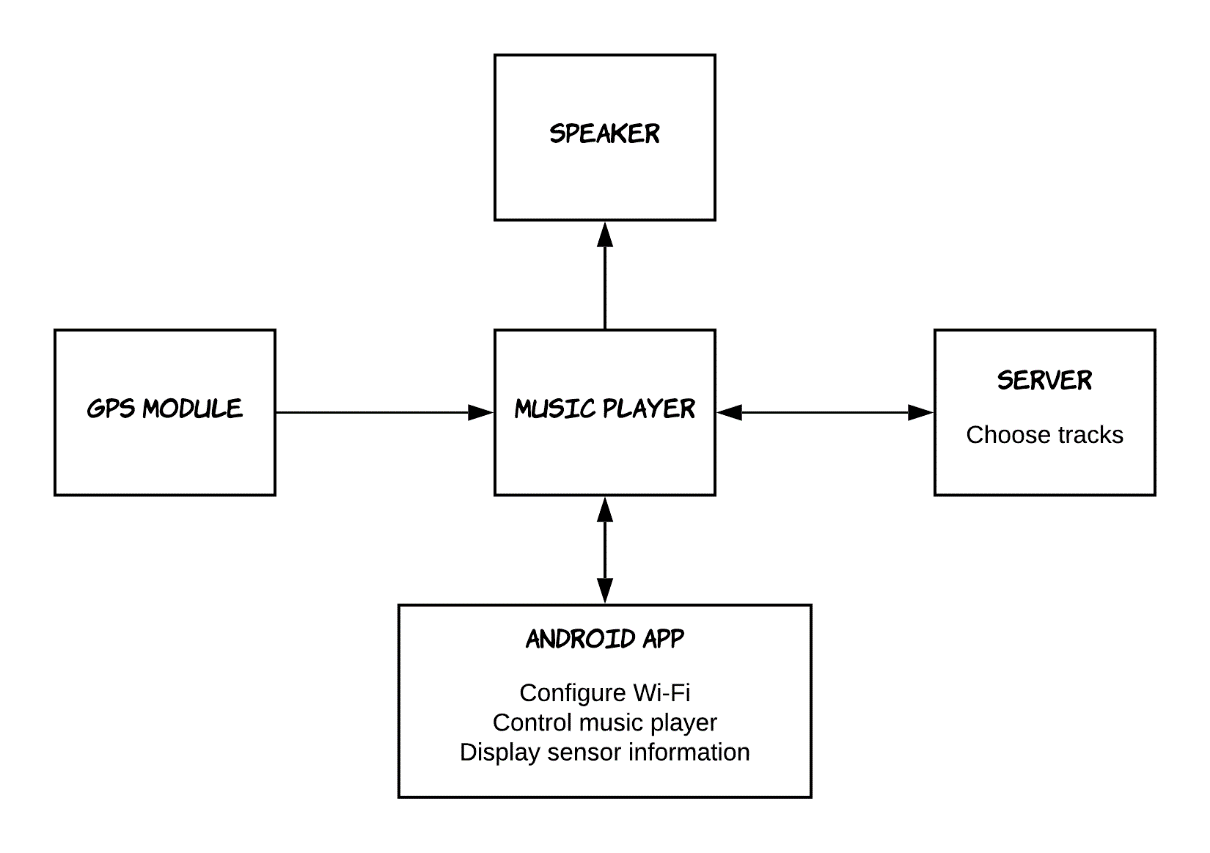 SPEAKER
GPS MODULE
MUSIC PLAYER
SERVER
Choose tracks
ANDROID APP
Configure Wi-Fi
Control music player
Display sensor information